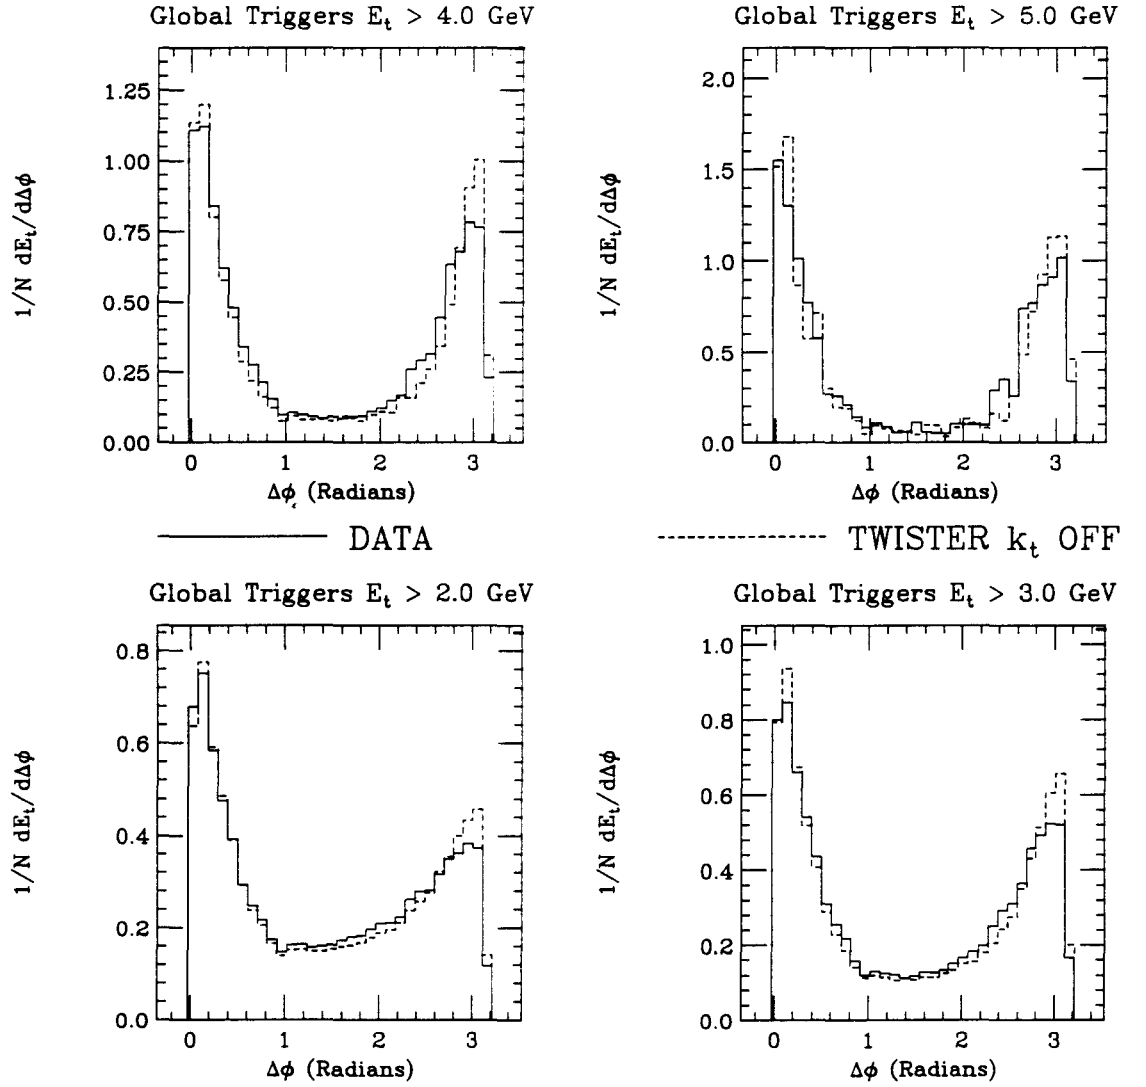 Global Triggers E_t > 4.0 GeV
1/N dE_t/dΔϕ
1.25
1.00
0.75
0.50
0.25
0.00
0 1 2 3
Δϕ (Radians)
Global Triggers E_t > 5.0 GeV
1/N dE_t/dΔϕ
2.0
1.5
1.0
0.5
0.0
0 1 2 3
Δϕ (Radians)
DATA
TWISTER k_t OFF
Global Triggers E_t > 2.0 GeV
1/N dE_t/dΔϕ
0.8
0.6
0.4
0.2
0.0
0 1 2 3
Δϕ (Radians)
Global Triggers E_t > 3.0 GeV
1/N dE_t/dΔϕ
1.0
0.8
0.6
0.4
0.2
0.0
0 1 2 3
Δϕ (Radians)